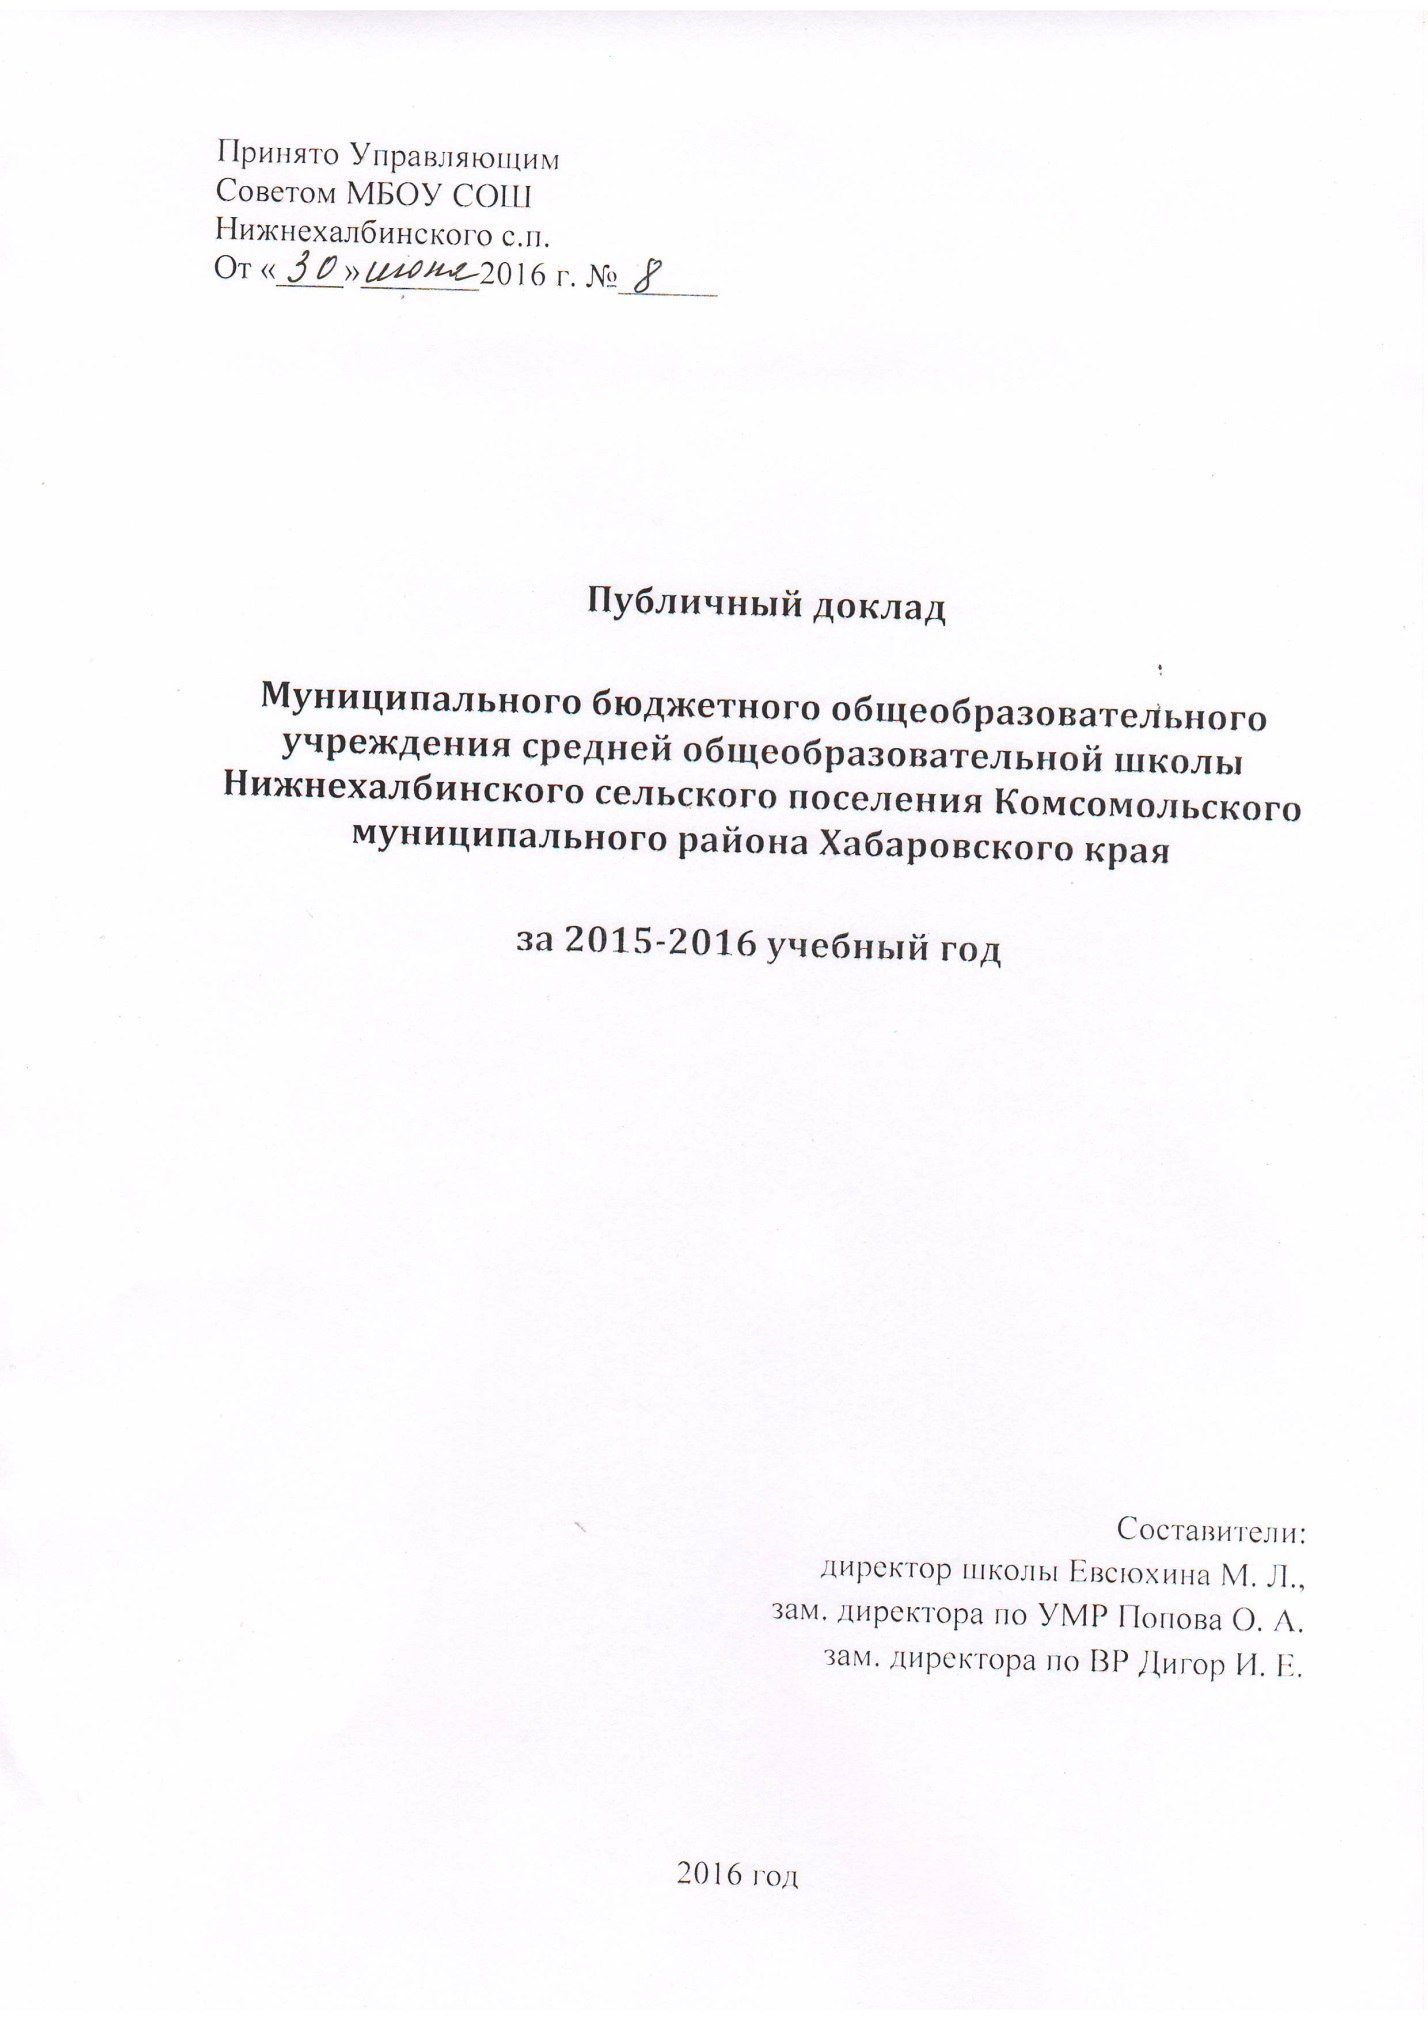 Принято Управляющим
Советом МБОУ СОШ
Нижнехалбинского с.п.
От «30» июня 2016 г. № 8
Публичный доклад
Муниципального бюджетного общеобразовательного
учреждения средней общеобразовательной школы
Нижнехалбинского сельского поселения Комсомольского
муниципального района Хабаровского края
за 2015-2016 учебный год
Составители:
директор школы Евсюхина М. Л.,
зам. директора по УМР Попова О. А.
зам. директора по ВР Дигор И. Е.
2016 год